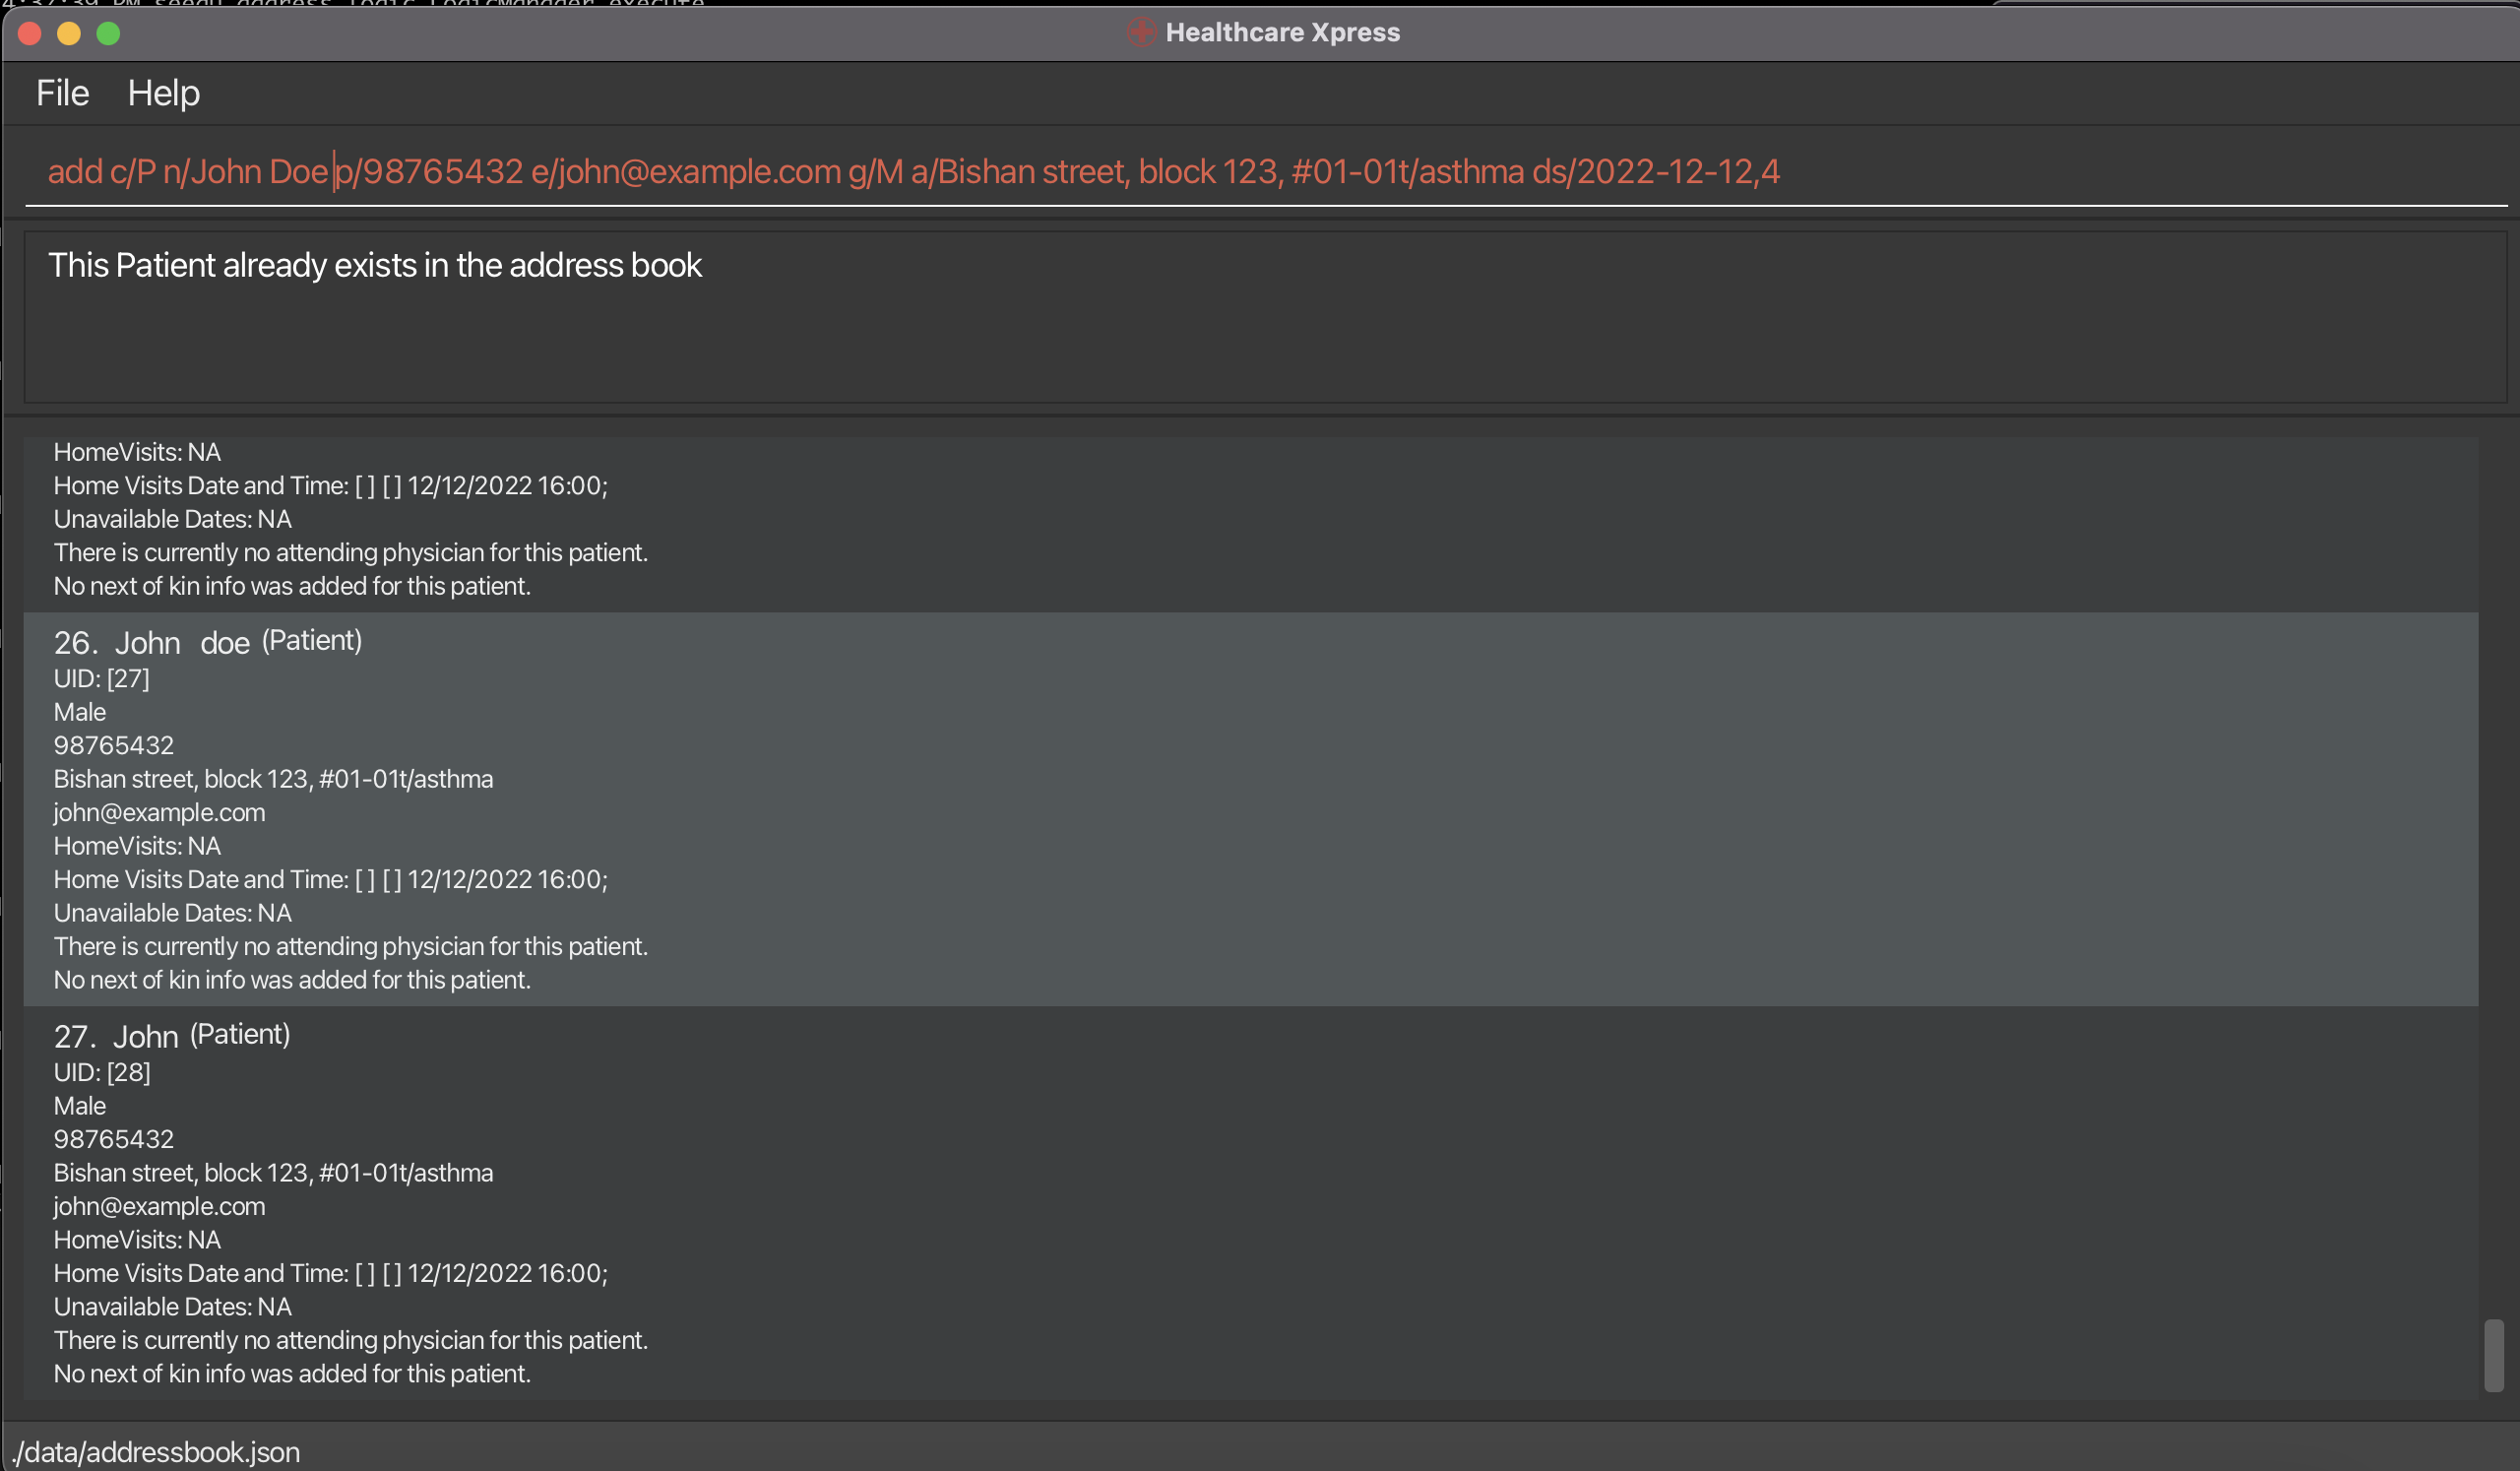 Healthcare Xpress
File Help
add c/P n/John Doe p/98765432 e/john@example.com g/M a/Bishan street, block 123, #01-01t/asthma ds/2022-12-12,4
This Patient already exists in the address book
HomeVisits: NA
Home Visits Date and Time: [ ] [ ] 12/12/2022 16:00;
Unavailable Dates: NA
There is currently no attending physician for this patient.
No next of kin info was added for this patient.
26. John doe (Patient)
UID: [27]
Male
98765432
Bishan street, block 123, #01-01t/asthma
john@example.com
HomeVisits: NA
Home Visits Date and Time: [ ] [ ] 12/12/2022 16:00;
Unavailable Dates: NA
There is currently no attending physician for this patient.
No next of kin info was added for this patient.
27. John (Patient)
UID: [28]
Male
98765432
Bishan street, block 123, #01-01t/asthma
john@example.com
HomeVisits: NA
Home Visits Date and Time: [ ] [ ] 12/12/2022 16:00;
Unavailable Dates: NA
There is currently no attending physician for this patient.
No next of kin info was added for this patient.
./data/addressbook.json